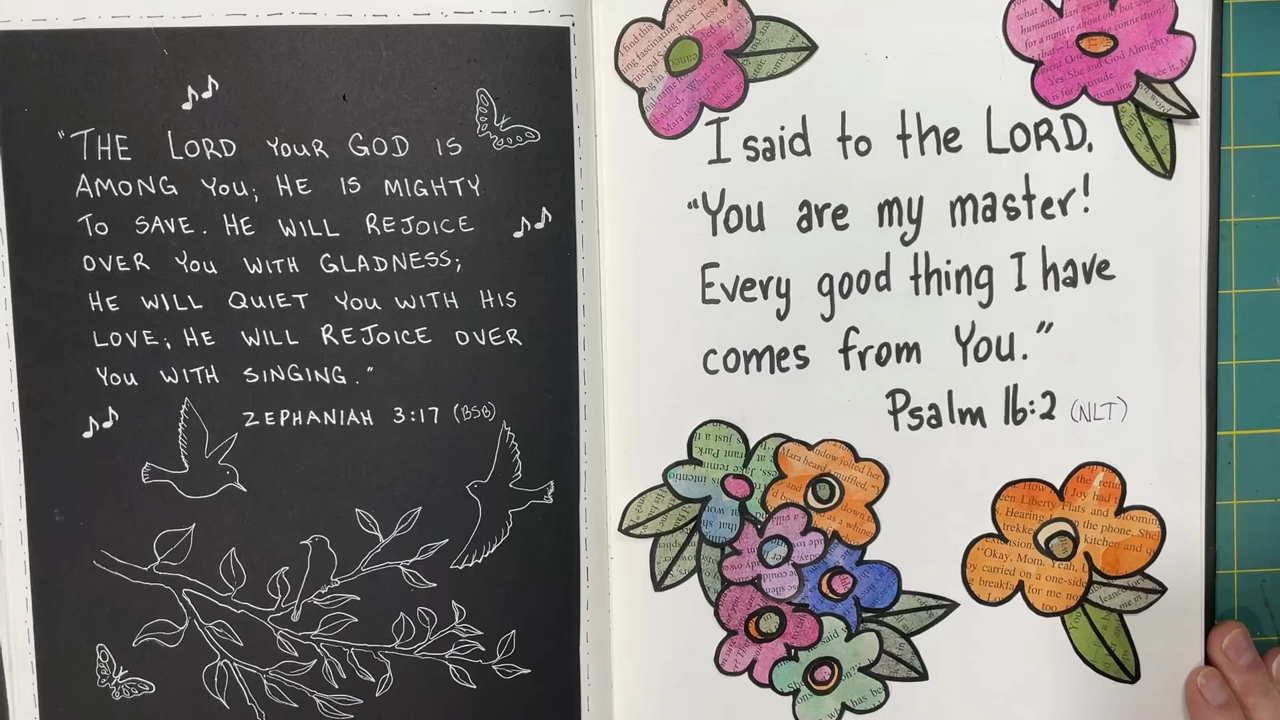 "THE LORD YOUR GOD IS
AMONG YOU; HE IS MIGHTY
TO SAVE. HE WILL REJOICE
OVER YOU WITH GLADNESS;
HE WILL QUIET YOU WITH HIS
LOVE; HE WILL REJOICE OVER
YOU WITH SINGING."
ZEPHANIAH 3:17 (BSB)
I said to the LORD,
"You are my master!
Every good thing I have
comes from You."
Psalm 16:2 (NLT)